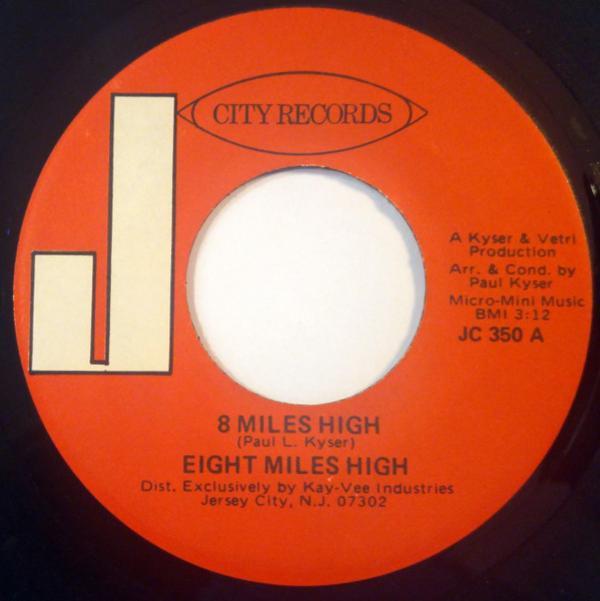 J
CITY RECORDS
A Kyser & Vetri
Production
Arr. & Cond. by
Paul Kyser
Micro-Mini Music
BMI 3:12
JC 350 A
8 MILES HIGH
(Paul L. Kyser)
EIGHT MILES HIGH
Dist. Exclusively by Kay-Vee Industries
Jersey City, N.J. 07302